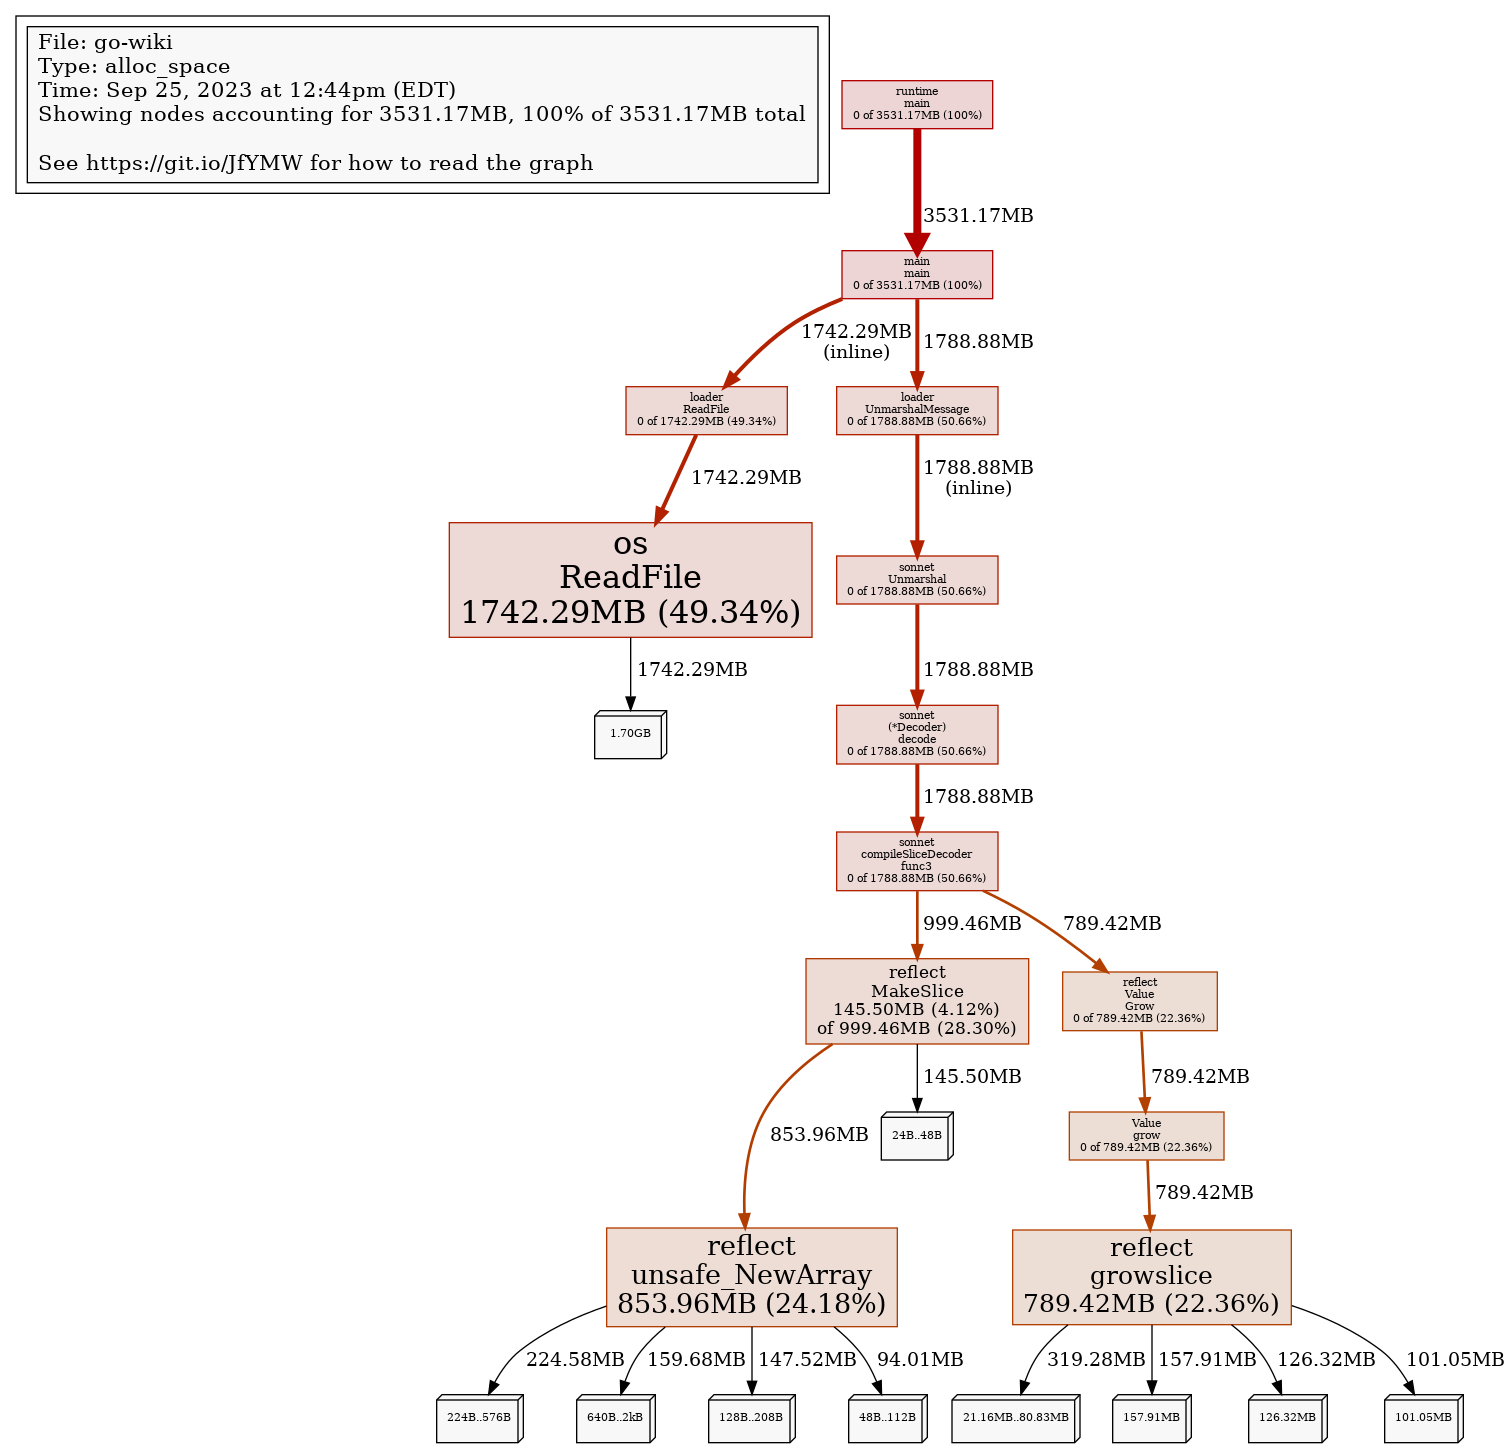 File: go-wiki
Type: alloc_space
Time: Sep 25, 2023 at 12:44pm (EDT)
Showing nodes accounting for 3531.17MB, 100% of 3531.17MB total
See https://git.io/JfYMW for how to read the graph
runtime
main
0 of 3531.17MB (100%)
3531.17MB
main
main
0 of 3531.17MB (100%)
1742.29MB
(inline)
1788.88MB
loader
ReadFile
0 of 1742.29MB (49.34%)
loader
UnmarshalMessage
0 of 1788.88MB (50.66%)
1742.29MB
1788.88MB
(inline)
os
ReadFile
1742.29MB (49.34%)
sonnet
Unmarshal
0 of 1788.88MB (50.66%)
1742.29MB
1788.88MB
1.70GB
sonnet
(*Decoder)
decode
0 of 1788.88MB (50.66%)
1788.88MB
sonnet
compileSliceDecoder
func3
0 of 1788.88MB (50.66%)
999.46MB
789.42MB
reflect
MakeSlice
145.50MB (4.12%)
of 999.46MB (28.30%)
reflect
Value
Grow
0 of 789.42MB (22.36%)
853.96MB
145.50MB
789.42MB
24B..48B
Value
grow
0 of 789.42MB (22.36%)
789.42MB
reflect
unsafe_NewArray
853.96MB (24.18%)
reflect
growslice
789.42MB (22.36%)
224.58MB
159.68MB
147.52MB
94.01MB
319.28MB
157.91MB
126.32MB
101.05MB
224B..576B
640B..2kB
128B..208B
48B..112B
21.16MB..80.83MB
157.91MB
126.32MB
101.05MB